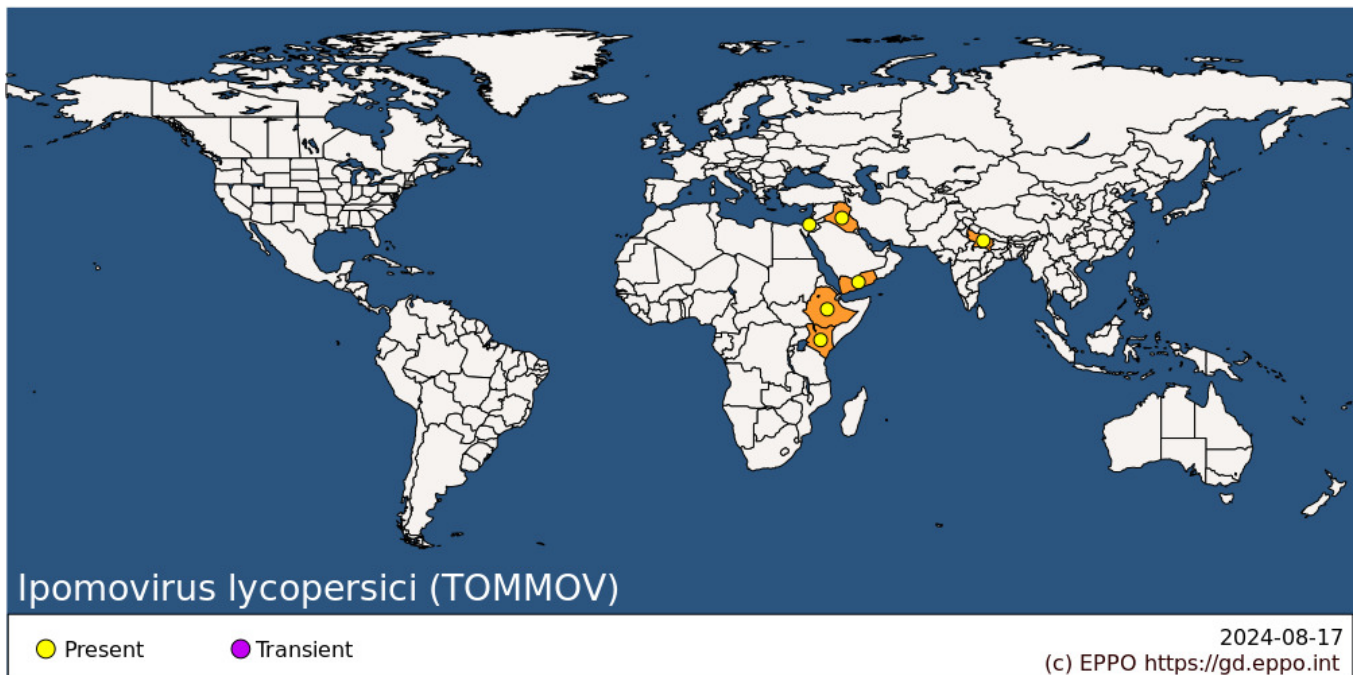 Ipomovirus lycopersici (TOMMOV)
Present
Transient
2024-08-17
(c) EPPO https://gd.eppo.int